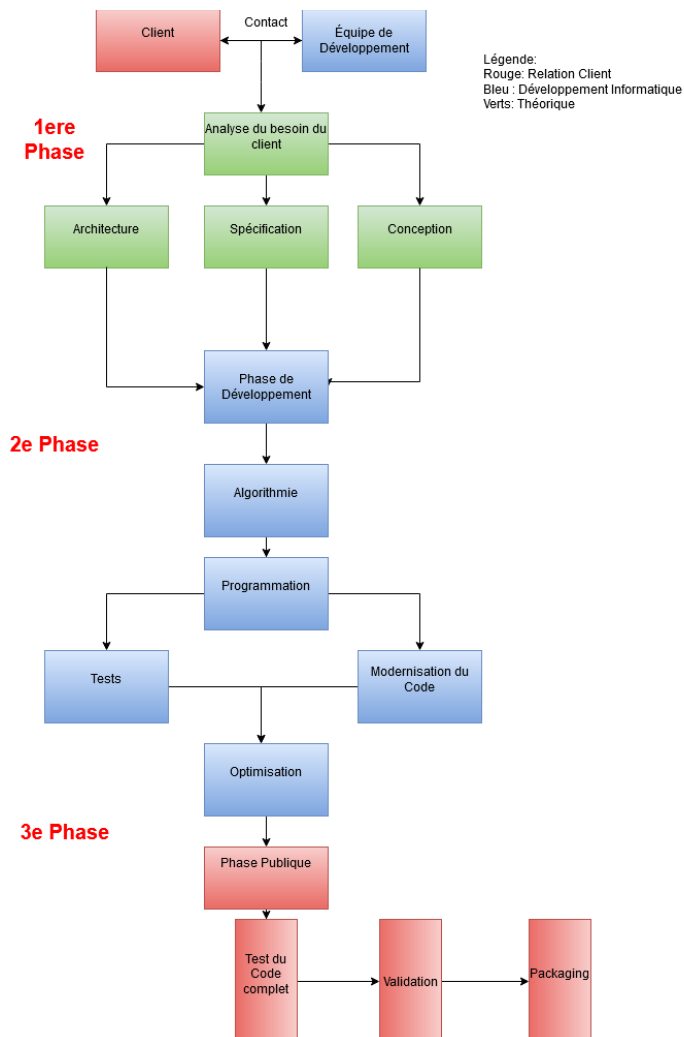 Contact
Client
Équipe de
Développement
Légende:
Rouge: Relation Client
Bleu : Développement Informatique
Verts: Théorique
1ere
Phase
Analyse du besoin du
client
Architecture
Spécification
Conception
Phase de
Développement
2e Phase
Algorithmie
Programmation
Tests
Modernisation du
Code
Optimisation
3e Phase
Phase Publique
Test du
Code
complet
Validation
Packaging